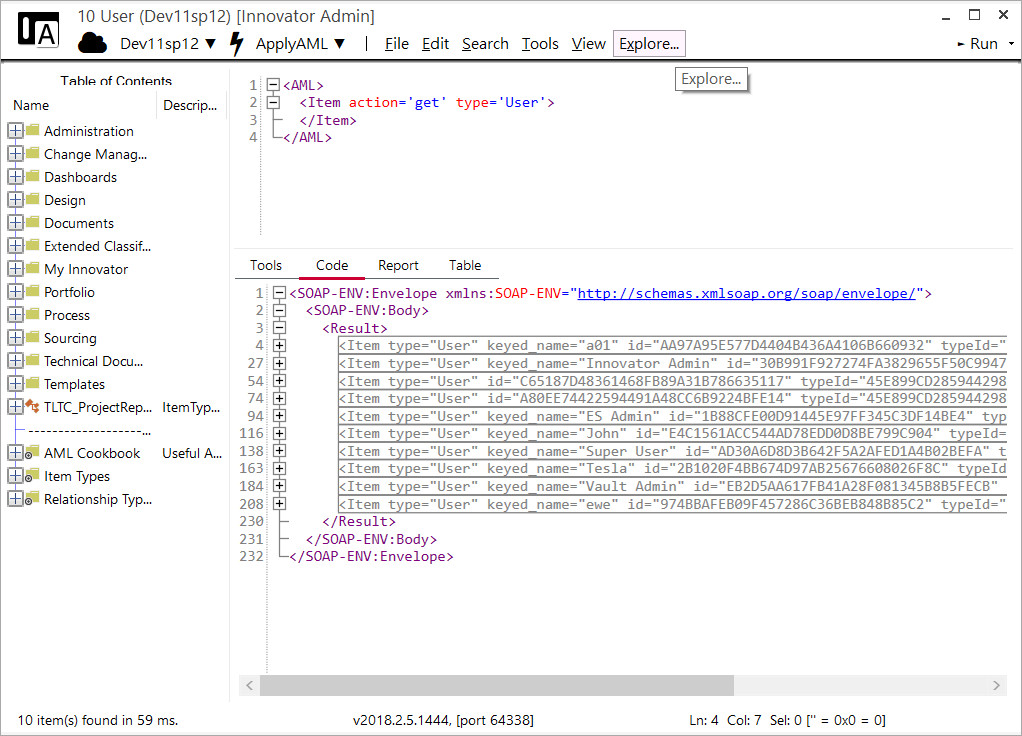 10 User (Dev11sp12) [Innovator Admin]
Dev11sp12 ▼ ApplyAML ▼ | File Edit Search Tools View Explore... Run
Explore...
Table of Contents
Name Descrip...
Administration
Change Manag...
Dashboards
Design
Documents
Extended Classif...
My Innovator
Portfolio
Process
Sourcing
Technical Docu...
Templates
TLTC_ProjectRep... ItemTyp...
--------------------...
AML Cookbook Useful A...
Item Types
Relationship Typ...
1 <AML>
2 <Item action='get' type='User'>
3 </Item>
4 </AML>
Tools Code Report Table
1 <SOAP-ENV:Envelope xmlns:SOAP-ENV="http://schemas.xmlsoap.org/soap/envelope/">
2 <SOAP-ENV:Body>
3 <Result>
4 <Item type="User" keyed_name="a01" id="AA97A95E577D4404B436A4106B660932" typeId="
27 <Item type="User" keyed_name="Innovator Admin" id="30B991F927274FA3829655F50C9947
54 <Item type="User" id="C65187D48361468FB89A31B786635117" typeId="45E899CD285944298
74 <Item type="User" id="A80EE74422594491A48CC6B9224BFE14" typeId="45E899CD285944298
94 <Item type="User" keyed_name="ES Admin" id="1B88CFE00D91445E97FF345C3DF14BE4" typ
116 <Item type="User" keyed_name="John" id="E4C1561ACC544AD78EDD0D8BE799C904" typeId=
138 <Item type="User" keyed_name="Super User" id="AD30A6D8D3B642F5A2AFED1A4B02BEFA" t
163 <Item type="User" keyed_name="Tesla" id="2B1020F4BB674D97AB25676608026F8C" typeId
184 <Item type="User" keyed_name="Vault Admin" id="EB2D5AA617FB41A28F081345B8B5FECB"
208 <Item type="User" keyed_name="ewe" id="974BBAFEB09F457286C36BEB848B85C2" typeId="
230 </Result>
231 </SOAP-ENV:Body>
232 </SOAP-ENV:Envelope>
10 item(s) found in 59 ms. v2018.2.5.1444, [port 64338] Ln: 4 Col: 7 Sel: 0 ['' = 0x0 = 0]